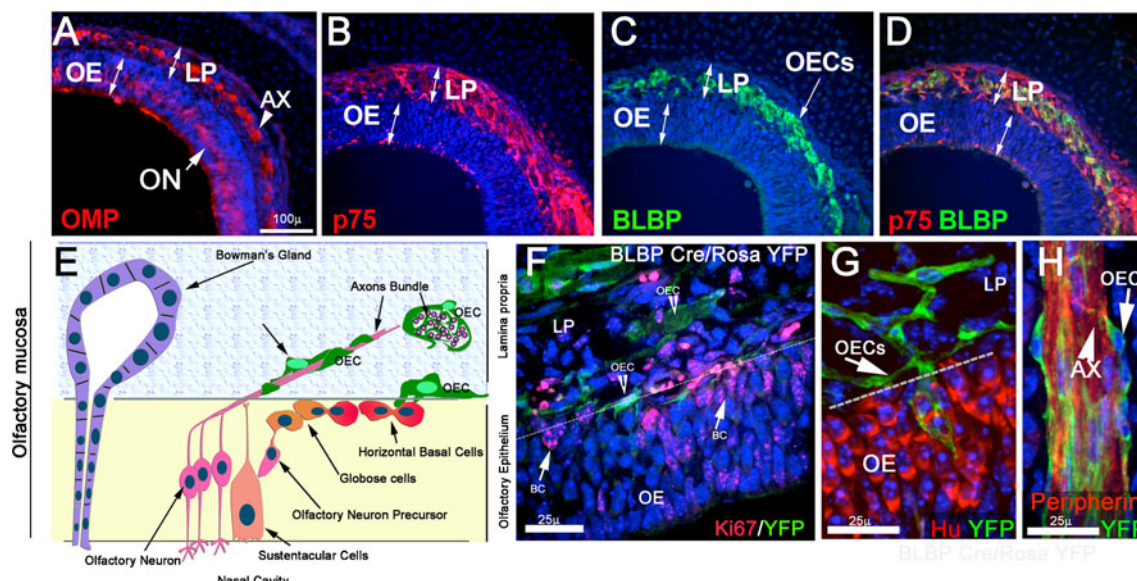 A
OE
LP
AX
ON
OMP
100µ
B
LP
OE
p75
C
OECs
LP
OE
BLBP
D
LP
OE
p75 BLBP
Olfactory mucosa
E
Bowman's Gland
Axons Bundle
OEC
OEC
OEC
Horizontal Basal Cells
Globose cells
Olfactory Neuron Precursor
Olfactory Neuron
Sustentacular Cells
Nasal Cavity
Lamina propria
Olfactory Epithelium
F
BLBP Cre/Rosa YFP
OEC
LP
OEC
BC
BC
OE
25µ
Ki67/YFP
G
LP
OECs
OE
25µ
Hu YFP
H
OEC
AX
Peripherin
25µ
YFP
BLBP Cre/Rosa YFP